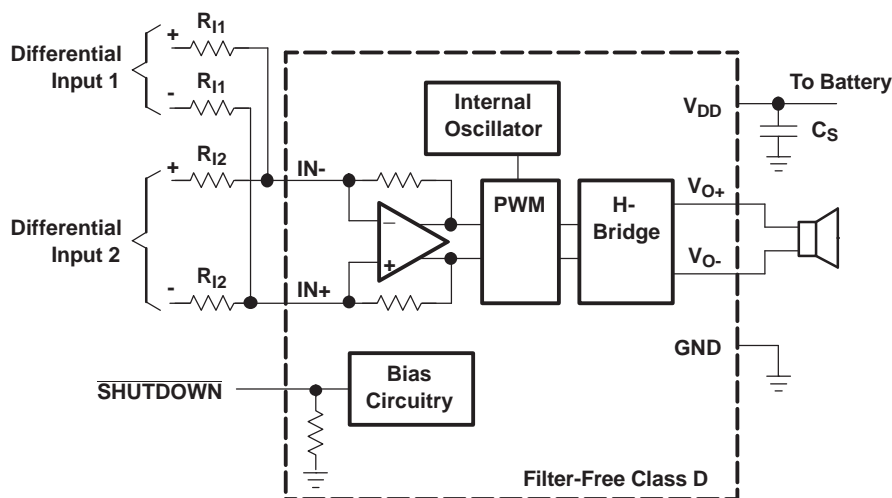 R_I1
+
Differential
Input 1
R_I1
-
Internal
Oscillator
To Battery
V_DD
C_S
R_I2
+
IN-
Differential
Input 2
–
+
PWM
H-
Bridge
V_O+
V_O-
R_I2
-
IN+
GND
SHUTDOWN
Bias
Circuitry
Filter-Free Class D